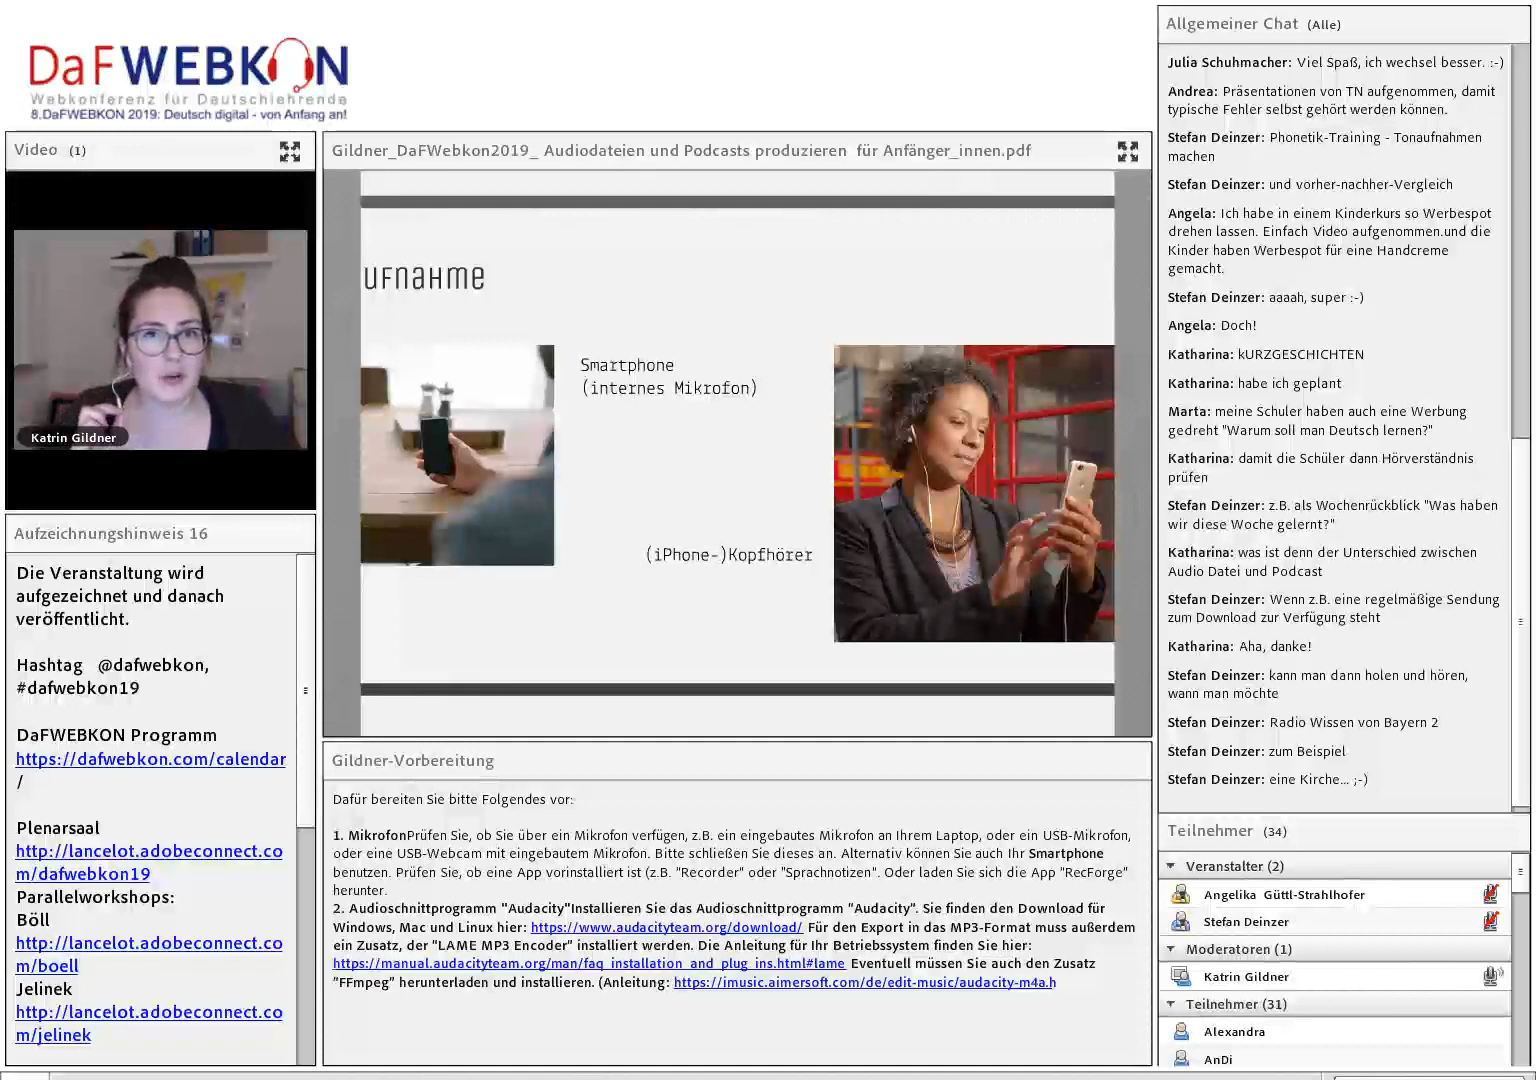 DaFWEBKON
Webkonferenz für Deutschlehrende
8.DaFWEBKON 2019: Deutsch digital - von Anfang an!
Video (1)
Katrin Gildner
Aufzeichnungshinweis 16
Die Veranstaltung wird
aufgezeichnet und danach
veröffentlicht.
Hashtag @dafwebkon,
#dafwebkon19
DaFWEBKON Programm
https://dafwebkon.com/calendar
/
Plenarsaal
http://lancelot.adobeconnect.co
m/dafwebkon19
Parallelworkshops:
Böll
http://lancelot.adobeconnect.co
m/boell
Jelinek
http://lancelot.adobeconnect.co
m/jelinek
Gildner_DaFWebkon2019_ Audiodateien und Podcasts produzieren für Anfänger_innen.pdf
ufnahme
Smartphone
(internes Mikrofon)
(iPhone-)Kopfhörer
Gildner-Vorbereitung
Dafür bereiten Sie bitte Folgendes vor:
1. MikrofonPrüfen Sie, ob Sie über ein Mikrofon verfügen, z.B. ein eingebautes Mikrofon an Ihrem Laptop, oder ein USB-Mikrofon,
oder eine USB-Webcam mit eingebautem Mikrofon. Bitte schließen Sie dieses an. Alternativ können Sie auch Ihr Smartphone
benutzen. Prüfen Sie, ob eine App vorinstalliert ist (z.B. "Recorder" oder "Sprachnotizen". Oder laden Sie sich die App "RecForge"
herunter.
2. Audioschnittprogramm "Audacity"Installieren Sie das Audioschnittprogramm "Audacity". Sie finden den Download für
Windows, Mac und Linux hier: https://www.audacityteam.org/download/ Für den Export in das MP3-Format muss außerdem
ein Zusatz, der "LAME MP3 Encoder" installiert werden. Die Anleitung für Ihr Betriebssystem finden Sie hier:
https://manual.audacityteam.org/man/faq_installation_and_plug_ins.html#lame Eventuell müssen Sie auch den Zusatz
"FFmpeg" herunterladen und installieren. (Anleitung: https://imusic.aimersoft.com/de/edit-music/audacity-m4a.h
Allgemeiner Chat (Alle)
Julia Schuhmacher: Viel Spaß, ich wechsel besser. :-)
Andrea: Präsentationen von TN aufgenommen, damit
typische Fehler selbst gehört werden können.
Stefan Deinzer: Phonetik-Training - Tonaufnahmen
machen
Stefan Deinzer: und vorher-nachher-Vergleich
Angela: Ich habe in einem Kinderkurs so Werbespot
drehen lassen. Einfach Video aufgenommen.und die
Kinder haben Werbespot für eine Handcreme
gemacht.
Stefan Deinzer: aaaah, super :-)
Angela: Doch!
Katharina: kURZGESCHICHTEN
Katharina: habe ich geplant
Marta: meine Schuler haben auch eine Werbung
gedreht "Warum soll man Deutsch lernen?"
Katharina: damit die Schüler dann Hörverständnis
prüfen
Stefan Deinzer: z.B. als Wochenrückblick "Was haben
wir diese Woche gelernt?"
Katharina: was ist denn der Unterschied zwischen
Audio Datei und Podcast
Stefan Deinzer: Wenn z.B. eine regelmäßige Sendung
zum Download zur Verfügung steht
Katharina: Aha, danke!
Stefan Deinzer: kann man dann holen und hören,
wann man möchte
Stefan Deinzer: Radio Wissen von Bayern 2
Stefan Deinzer: zum Beispiel
Stefan Deinzer: eine Kirche... ;-)
Teilnehmer (34)
Veranstalter (2)
Angelika Güttl-Strahlhofer
Stefan Deinzer
Moderatoren (1)
Katrin Gildner
Teilnehmer (31)
Alexandra
AnDi